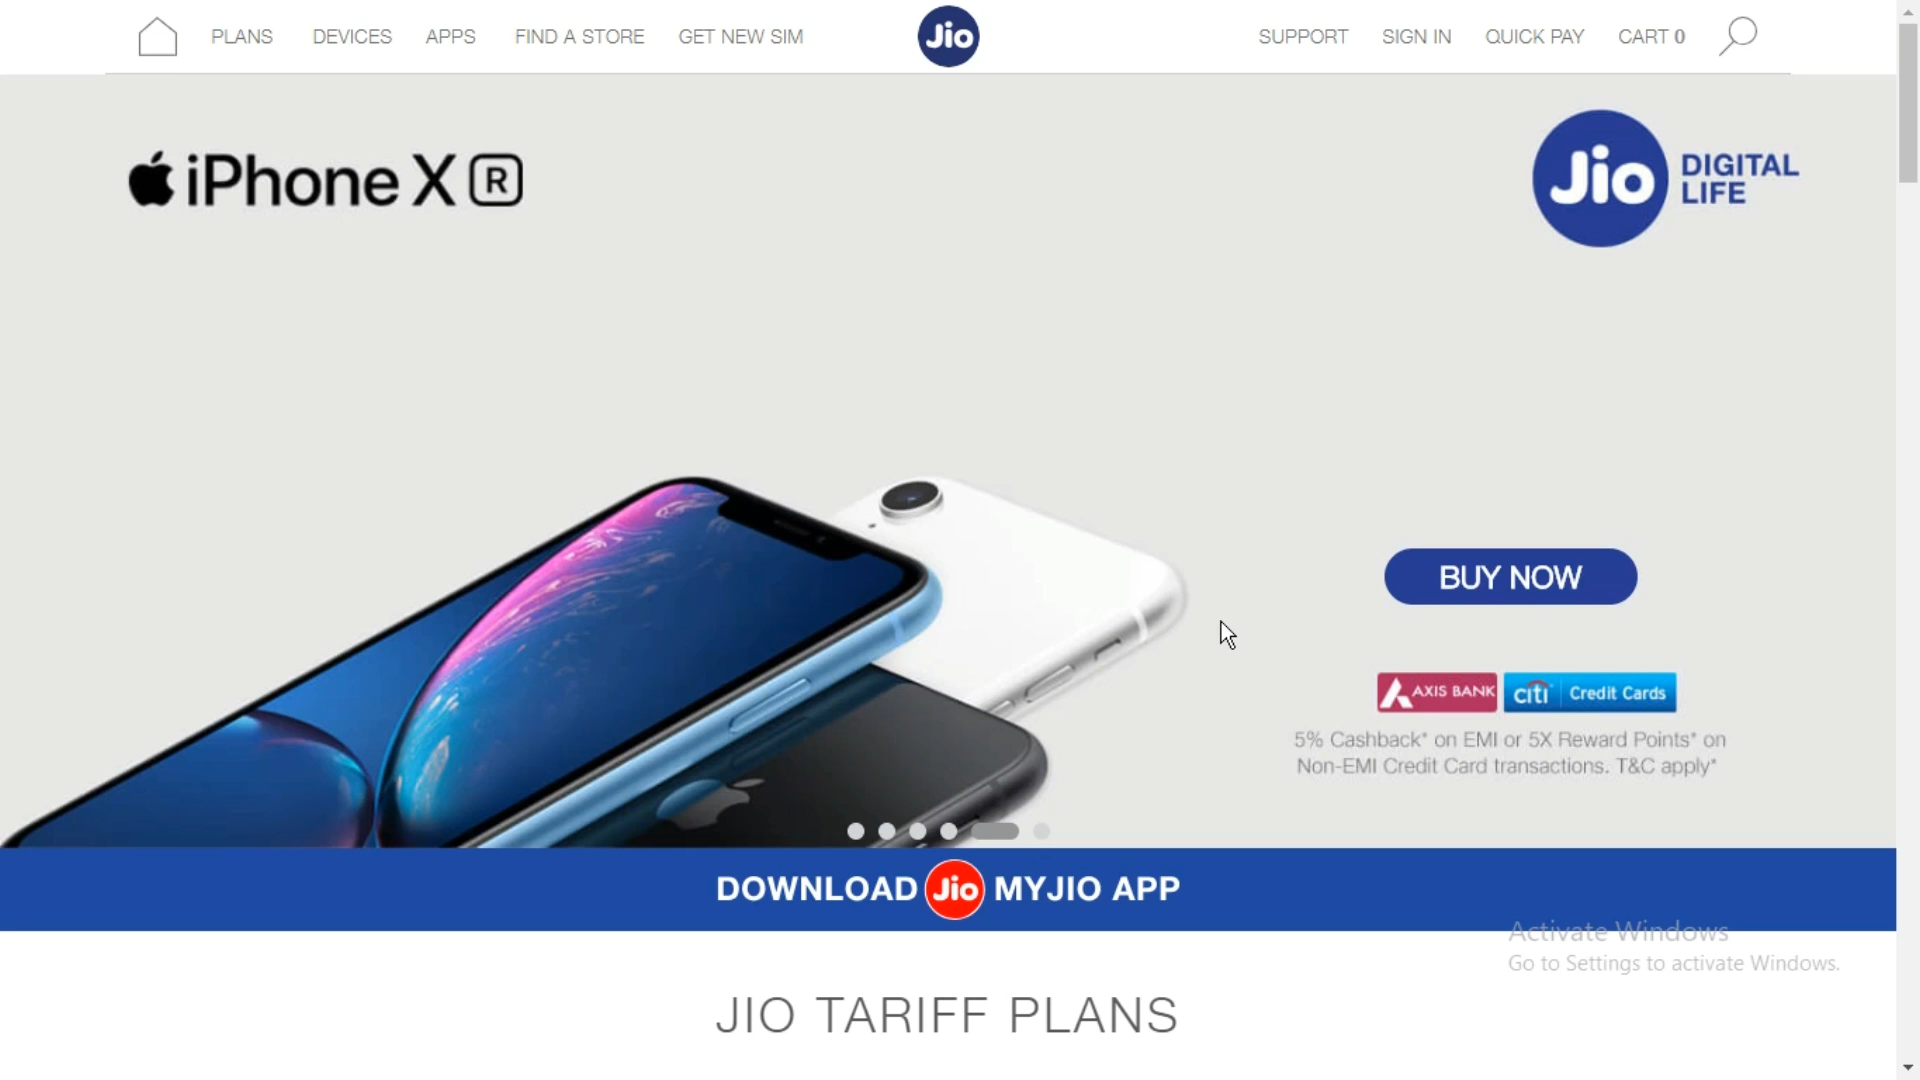 PLANS DEVICES APPS FIND A STORE GET NEW SIM Jio SUPPORT SIGN IN QUICK PAY CART 0
iPhone X R
Jio DIGITAL
LIFE
BUY NOW
AXIS BANK citi Credit Cards
5% Cashback* on EMI or 5X Reward Points* on
Non-EMI Credit Card transactions. T&C apply*
DOWNLOAD Jio MYJIO APP
Activate Windows
Go to Settings to activate Windows.
JIO TARIFF PLANS